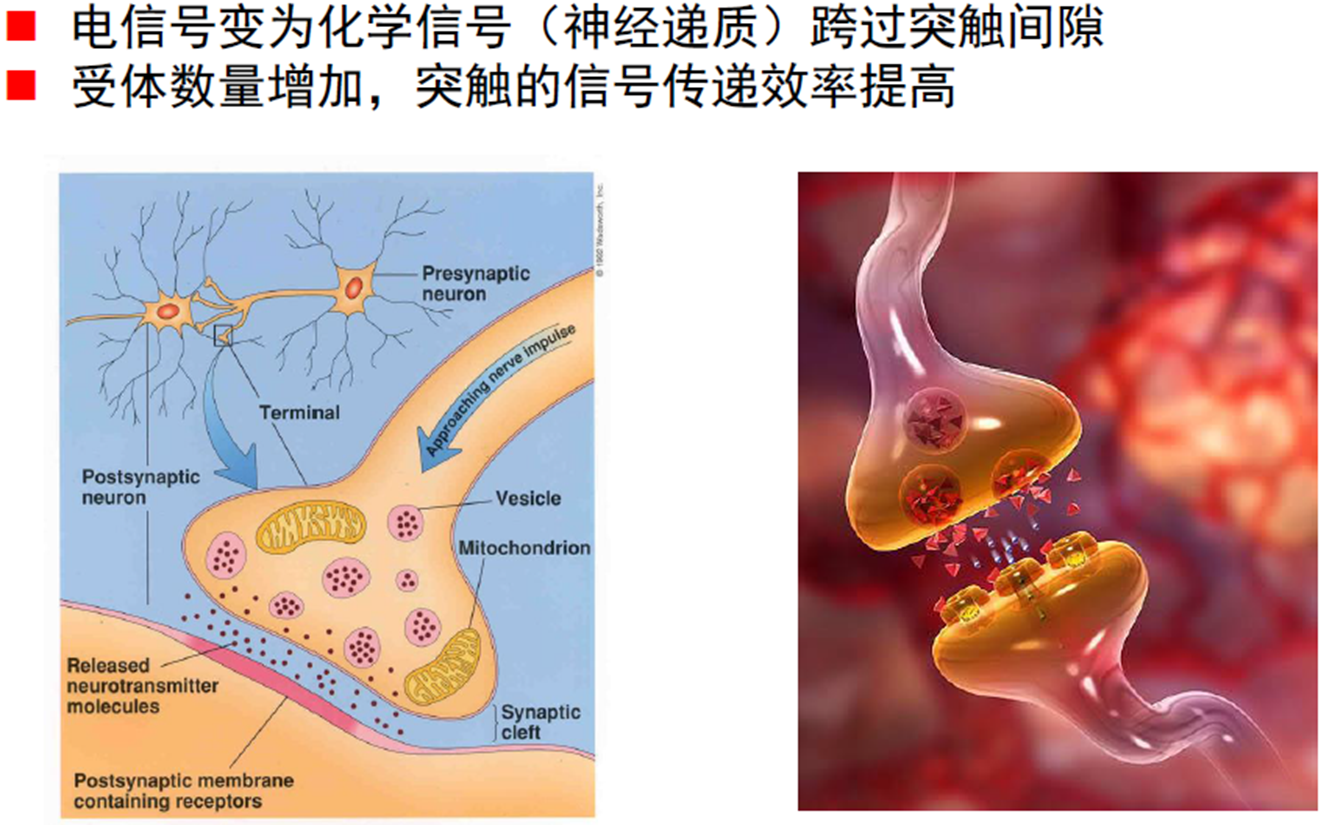 电信号变为化学信号（神经递质）跨过突触间隙
受体数量增加，突触的信号传递效率提高
© 1992 Wadsworth, Inc.
Presynaptic
neuron
Approaching nerve impulse
Terminal
Postsynaptic
neuron
Vesicle
Mitochondrion
Released
neurotransmitter
molecules
Synaptic
cleft
Postsynaptic membrane
containing receptors